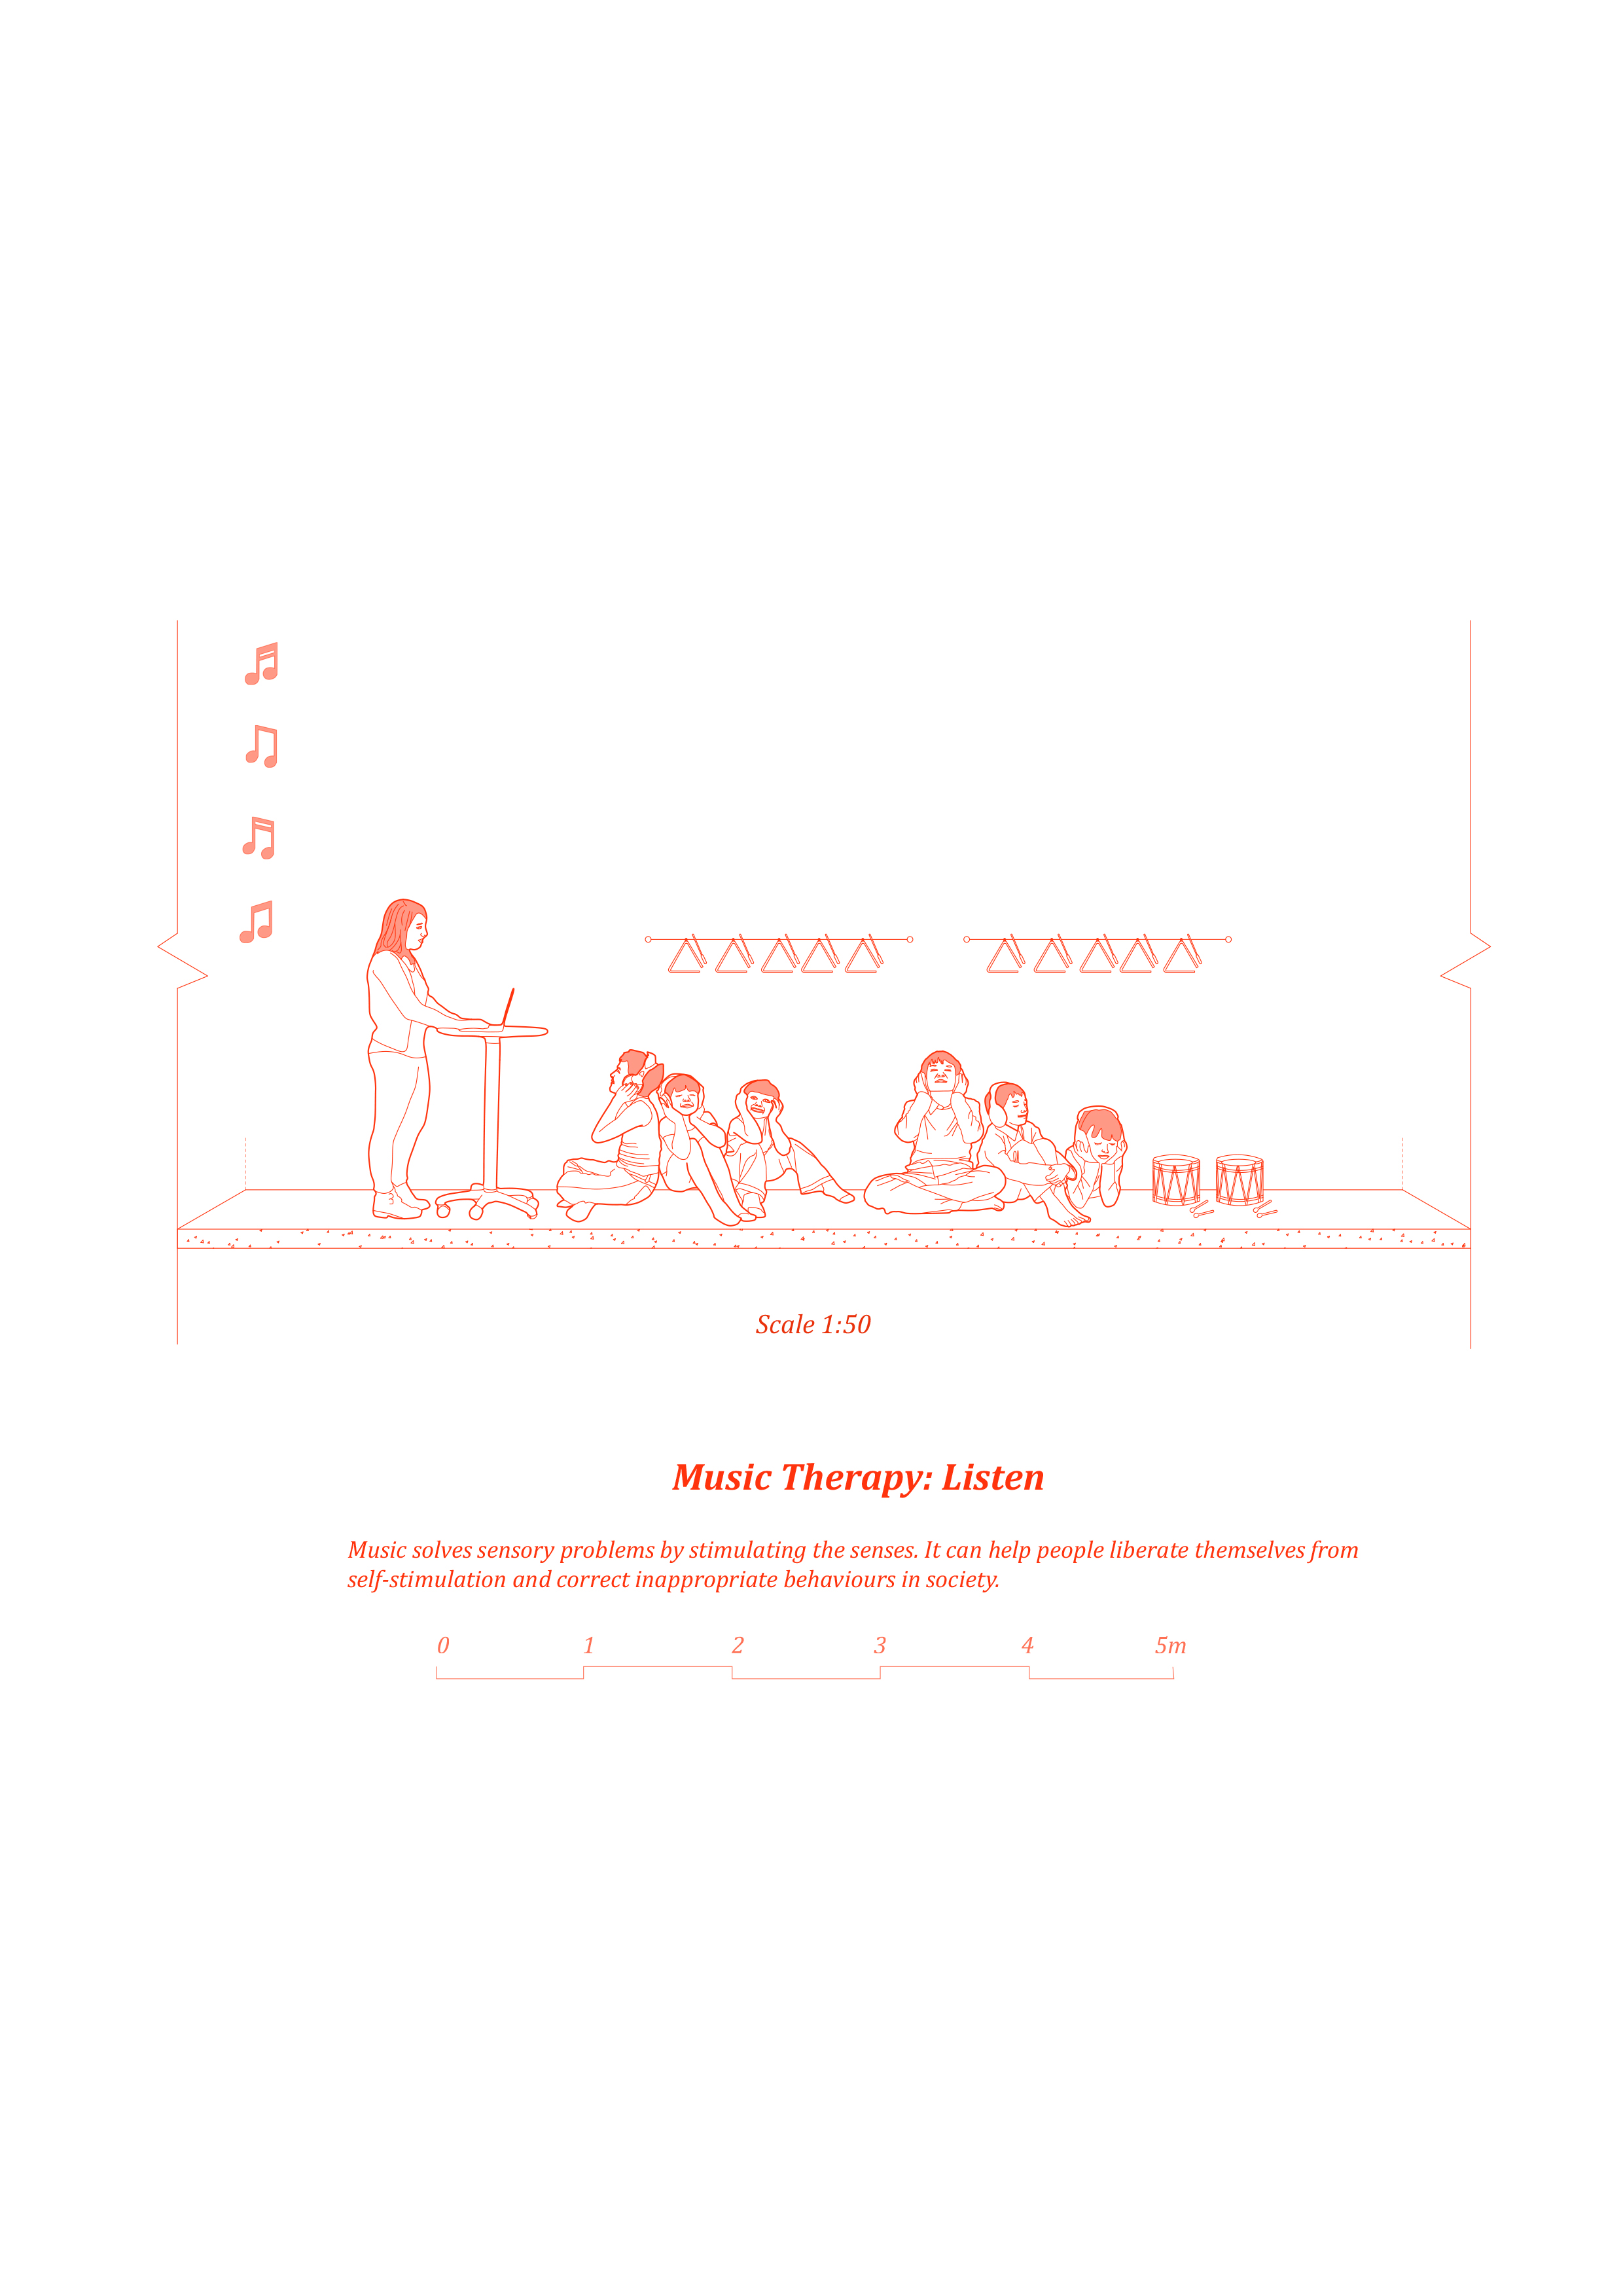 Scale 1:50
Music Therapy: Listen
Music solves sensory problems by stimulating the senses. It can help people liberate themselves from
self-stimulation and correct inappropriate behaviours in society.
0 1 2 3 4 5m